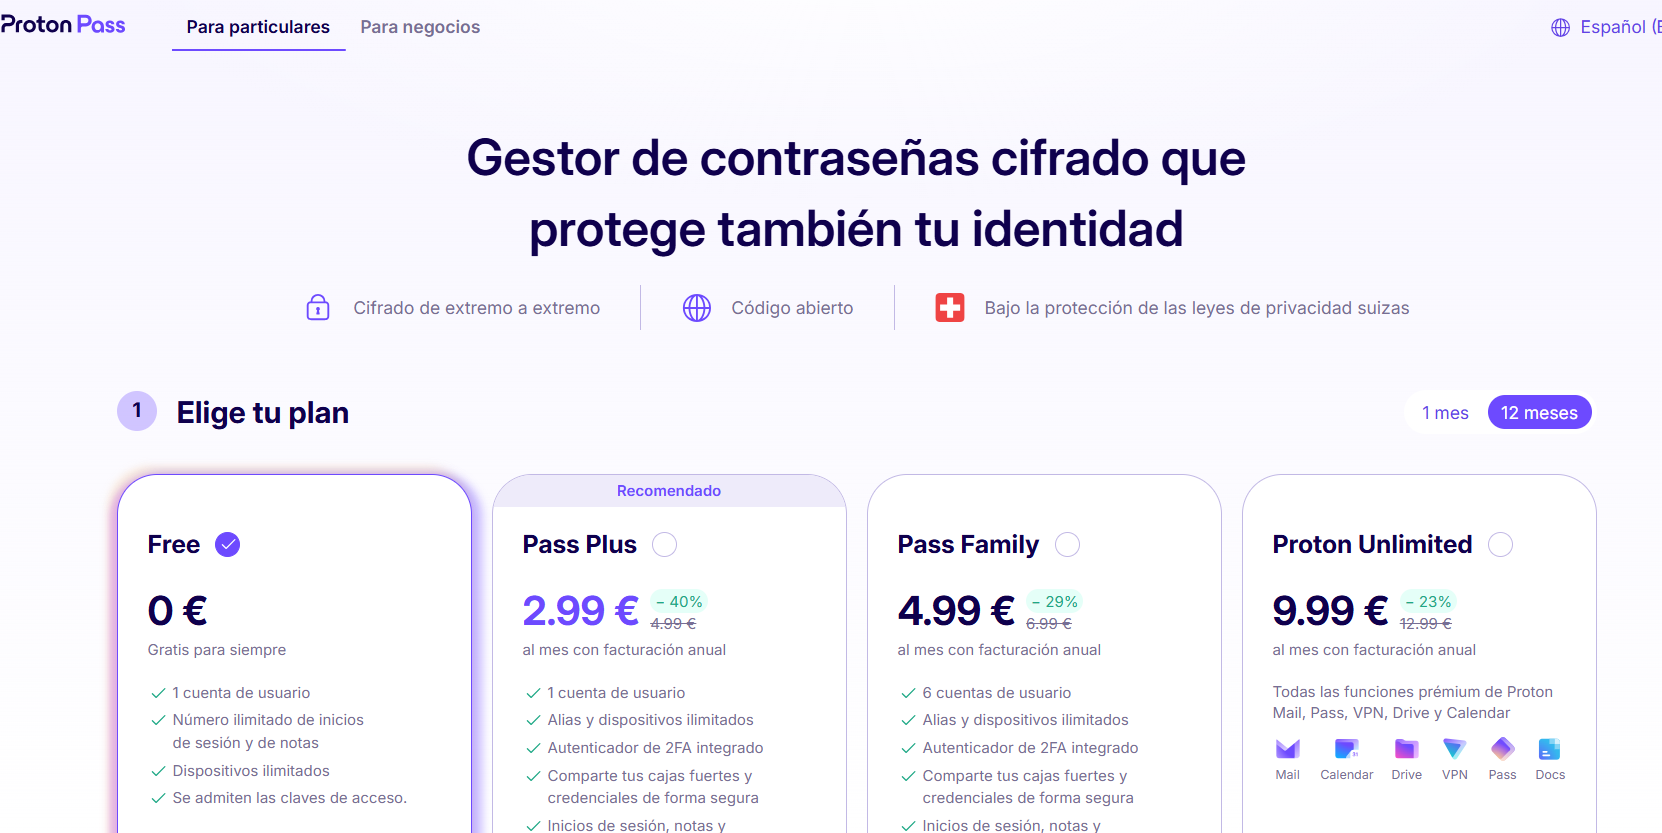 Proton Pass
Para particulares
Para negocios
Español (E
Gestor de contraseñas cifrado que
protege también tu identidad
Cifrado de extremo a extremo
Código abierto
Bajo la protección de las leyes de privacidad suizas
1
Elige tu plan
1 mes
12 meses
Free
0 €
Gratis para siempre
1 cuenta de usuario
Número ilimitado de inicios
de sesión y de notas
Dispositivos ilimitados
Se admiten las claves de acceso.
Recomendado
Pass Plus
2.99 €
− 40%
4.99 €
al mes con facturación anual
1 cuenta de usuario
Alias y dispositivos ilimitados
Autenticador de 2FA integrado
Comparte tus cajas fuertes y
credenciales de forma segura
Inicios de sesión, notas y
Pass Family
4.99 €
− 29%
6.99 €
al mes con facturación anual
6 cuentas de usuario
Alias y dispositivos ilimitados
Autenticador de 2FA integrado
Comparte tus cajas fuertes y
credenciales de forma segura
Inicios de sesión, notas y
Proton Unlimited
9.99 €
− 23%
12.99 €
al mes con facturación anual
Todas las funciones prémium de Proton
Mail, Pass, VPN, Drive y Calendar
Mail
Calendar
Drive
VPN
Pass
Docs